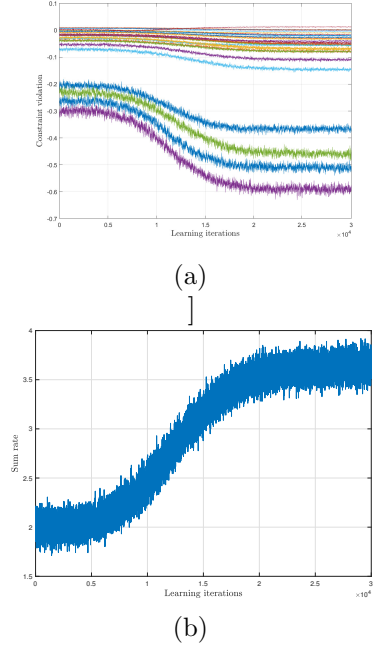 0.1
0
-0.1
-0.2
-0.3
-0.4
-0.5
-0.6
-0.7
Constraint violation
0 0.5 1 1.5 2 2.5 3
Learning iterations
×10⁴
(a)
]
4
3.5
3
2.5
2
1.5
Sum rate
0 0.5 1 1.5 2 2.5 3
Learning iterations
×10⁴
(b)